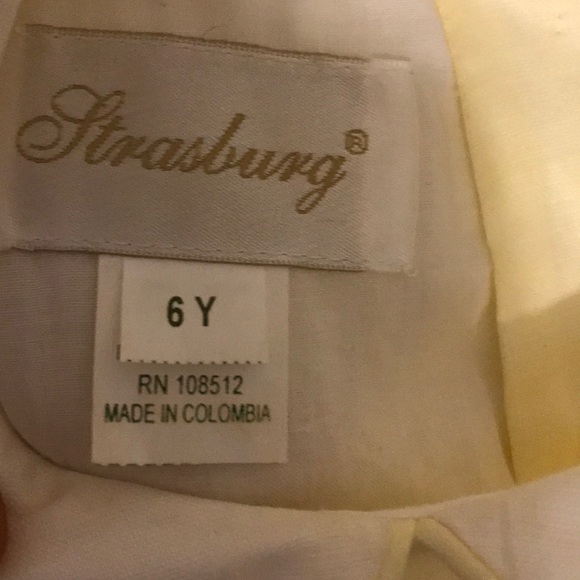 Strasburg®
6 Y
RN 108512
MADE IN COLOMBIA